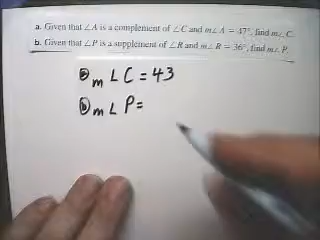 a. Given that ∠A is a complement of ∠C and m∠A = 47°, find m∠C.
b. Given that ∠P is a supplement of ∠R and m∠R = 36°, find m∠P.
ⓐ m∠C = 43
ⓑ m∠P =